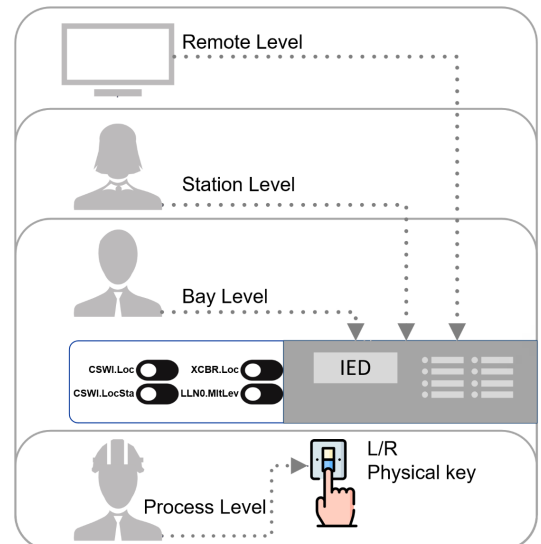 Remote Level
Station Level
Bay Level
CSWI.Loc
XCBR.Loc
IED
CSWI.LocSta
LLN0.MltLev
L/R
Physical key
Process Level